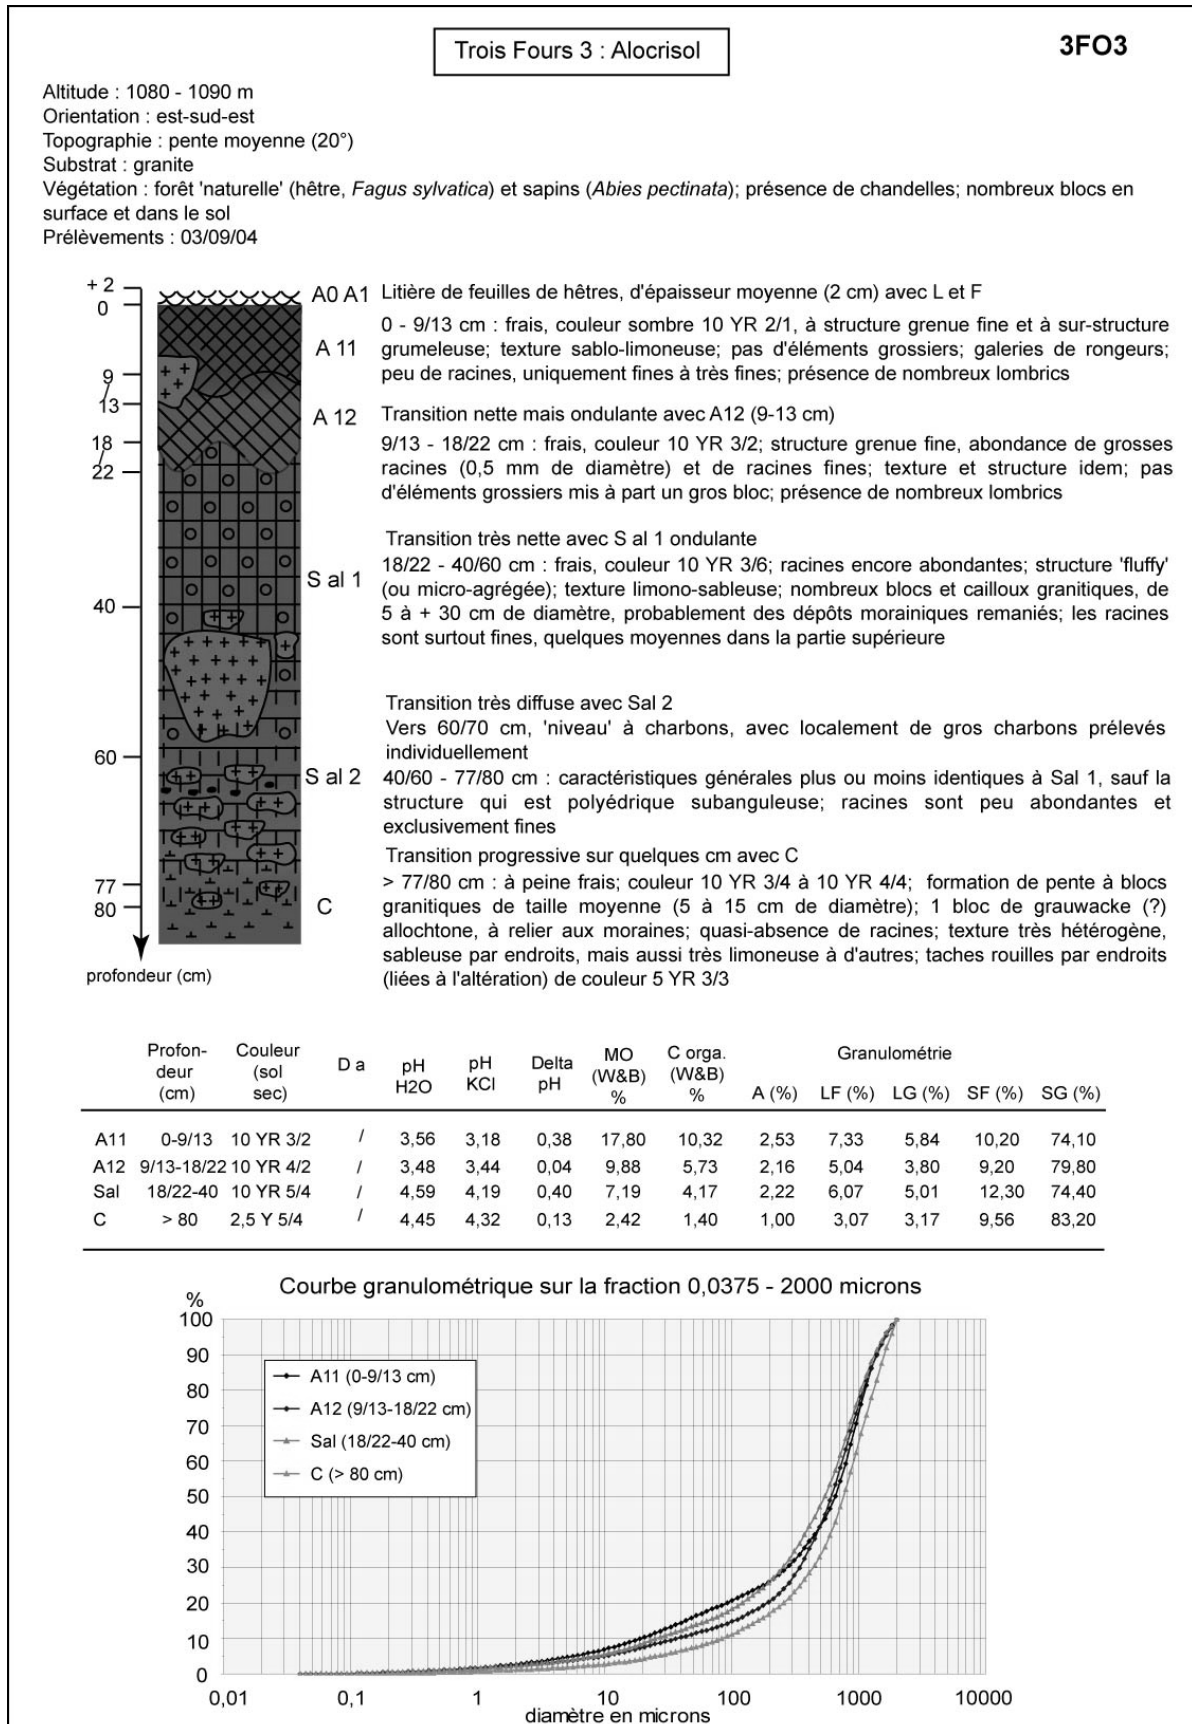 Trois Fours 3 : Alocrisol
3FO3
Altitude : 1080 - 1090 m
Orientation : est-sud-est
Topographie : pente moyenne (20°)
Substrat : granite
Végétation : forêt 'naturelle' (hêtre, Fagus sylvatica) et sapins (Abies pectinata); présence de chandelles; nombreux blocs en
surface et dans le sol
Prélèvements : 03/09/04
+ 2
0
9
/
13
18
/
22
40
60
77
80
profondeur (cm)
A0 A1
A 11
A 12
S al 1
S al 2
C
Litière de feuilles de hêtres, d'épaisseur moyenne (2 cm) avec L et F
0 - 9/13 cm : frais, couleur sombre 10 YR 2/1, à structure grenue fine et à sur-structure
grumeleuse; texture sablo-limoneuse; pas d'éléments grossiers; galeries de rongeurs;
peu de racines, uniquement fines à très fines; présence de nombreux lombrics
Transition nette mais ondulante avec A12 (9-13 cm)
9/13 - 18/22 cm : frais, couleur 10 YR 3/2; structure grenue fine, abondance de grosses
racines (0,5 mm de diamètre) et de racines fines; texture et structure idem; pas
d'éléments grossiers mis à part un gros bloc; présence de nombreux lombrics
Transition très nette avec S al 1 ondulante
18/22 - 40/60 cm : frais, couleur 10 YR 3/6; racines encore abondantes; structure 'fluffy'
(ou micro-agrégée); texture limono-sableuse; nombreux blocs et cailloux granitiques, de
5 à + 30 cm de diamètre, probablement des dépôts morainiques remaniés; les racines
sont surtout fines, quelques moyennes dans la partie supérieure
Transition très diffuse avec Sal 2
Vers 60/70 cm, 'niveau' à charbons, avec localement de gros charbons prélevés
individuellement
40/60 - 77/80 cm : caractéristiques générales plus ou moins identiques à Sal 1, sauf la
structure qui est polyédrique subanguleuse; racines sont peu abondantes et
exclusivement fines
Transition progressive sur quelques cm avec C
> 77/80 cm : à peine frais; couleur 10 YR 3/4 à 10 YR 4/4; formation de pente à blocs
granitiques de taille moyenne (5 à 15 cm de diamètre); 1 bloc de grauwacke (?)
allochtone, à relier aux moraines; quasi-absence de racines; texture très hétérogène,
sableuse par endroits, mais aussi très limoneuse à d'autres; taches rouilles par endroits
(liées à l'altération) de couleur 5 YR 3/3
Profon-deur (cm) Couleur (sol sec) D a pH H2O pH KCl Delta pH MO (W&B) % C orga. (W&B) % Granulométrie
A (%) LF (%) LG (%) SF (%) SG (%)
A11 0-9/13 10 YR 3/2 / 3,56 3,18 0,38 17,80 10,32 2,53 7,33 5,84 10,20 74,10
A12 9/13-18/22 10 YR 4/2 / 3,48 3,44 0,04 9,88 5,73 2,16 5,04 3,80 9,20 79,80
Sal 18/22-40 10 YR 5/4 / 4,59 4,19 0,40 7,19 4,17 2,22 6,07 5,01 12,30 74,40
C > 80 2,5 Y 5/4 / 4,45 4,32 0,13 2,42 1,40 1,00 3,07 3,17 9,56 83,20
Courbe granulométrique sur la fraction 0,0375 - 2000 microns
%
100
90
80
70
60
50
40
30
20
10
0
A11 (0-9/13 cm)
A12 (9/13-18/22 cm)
Sal (18/22-40 cm)
C (> 80 cm)
0,01 0,1 1 10 100 1000 10000
diamètre en microns